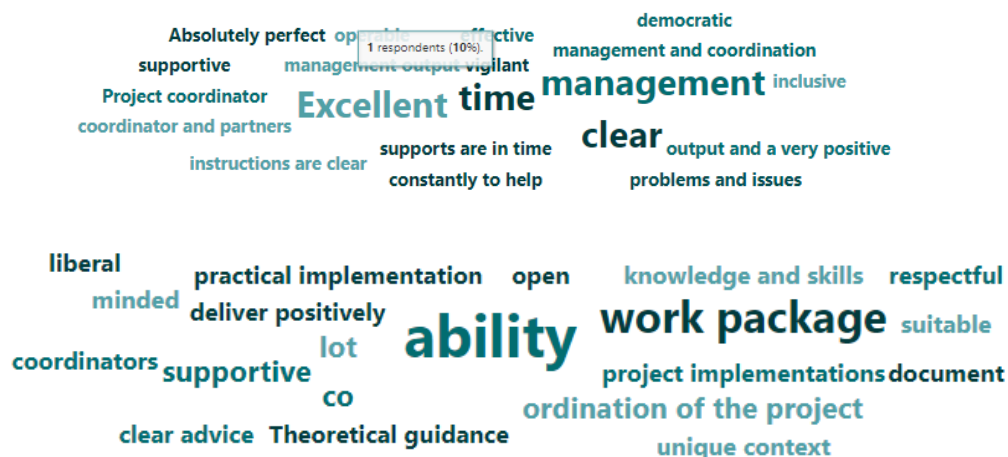 democratic
Absolutely perfect operable effective
1 respondents (10%).
management and coordination
supportive management output vigilant
management inclusive
Project coordinator Excellent time
coordinator and partners
clear output and a very positive
supports are in time
instructions are clear
constantly to help problems and issues
liberal
practical implementation open knowledge and skills respectful
minded
deliver positively
ability work package suitable
lot
coordinators supportive
project implementations document
co
ordination of the project
clear advice Theoretical guidance
unique context